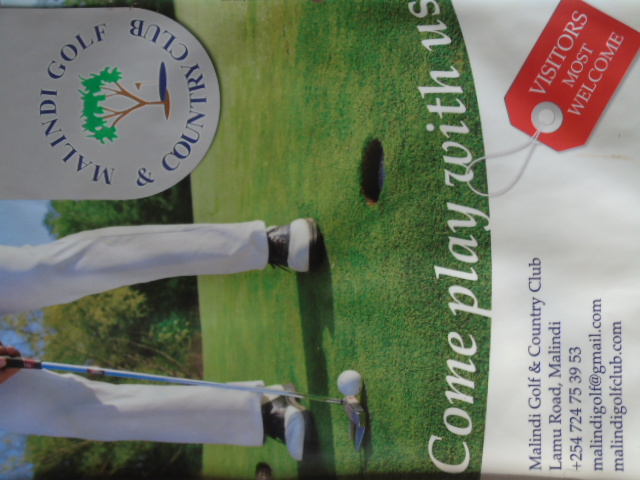 MALINDI GOLF
& COUNTRY CLUB
MALINDI
Come play with us
VISITORS
MOST
WELCOME
Malindi Golf & Country Club
Lamu Road, Malindi
+254 724 75 39 53
malindigolf@gmail.com
malindigolfclub.com